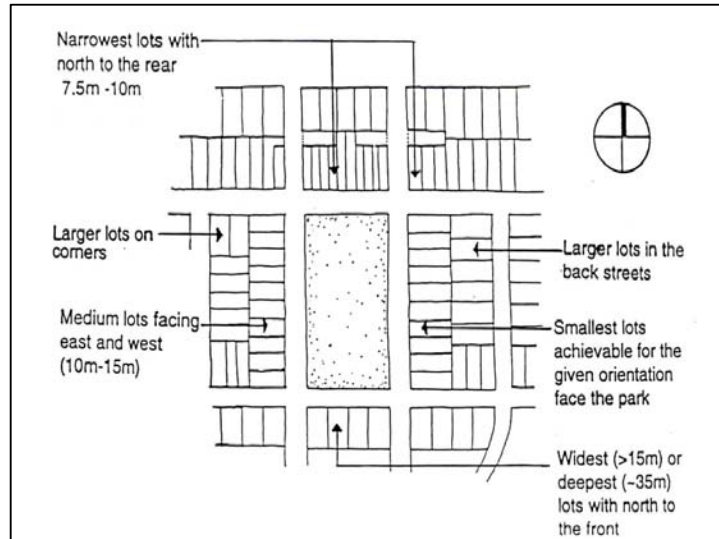 Narrowest lots with
north to the rear
7.5m -10m
Larger lots on
corners
Larger lots in the
back streets
Medium lots facing
east and west
(10m-15m)
Smallest lots
achievable for the
given orientation
face the park
Widest (>15m) or
deepest (~35m)
lots with north to
the front